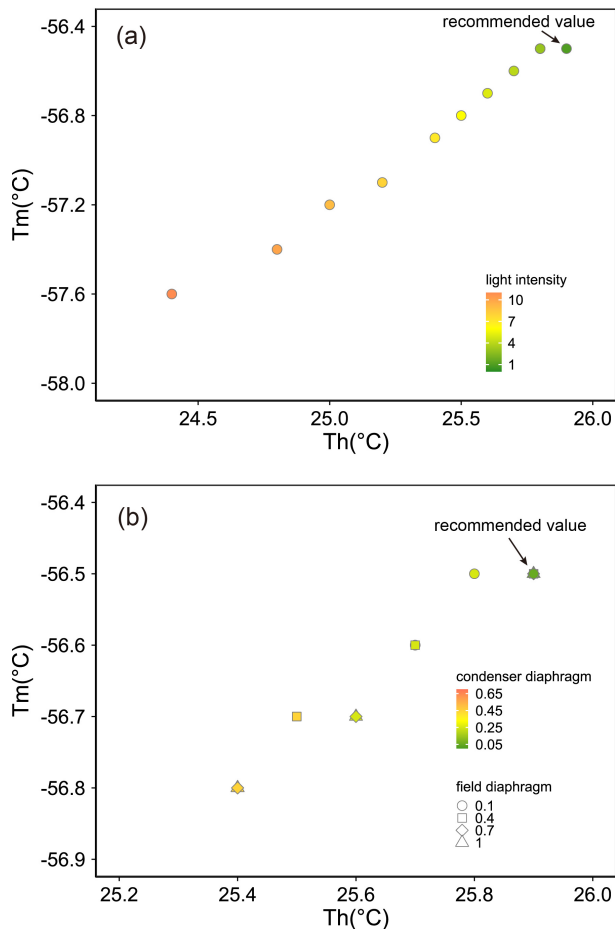 (a)
recommended value
-56.4
-56.8
-57.2
-57.6
-58.0
Tm(°C)
light intensity
10
7
4
1
24.5 25.0 25.5 26.0
Th(°C)
(b)
recommended value
-56.4
-56.5
-56.6
-56.7
-56.8
-56.9
Tm(°C)
condenser diaphragm
0.65
0.45
0.25
0.05
field diaphragm
0.1
0.4
0.7
1
25.2 25.4 25.6 25.8 26.0
Th(°C)